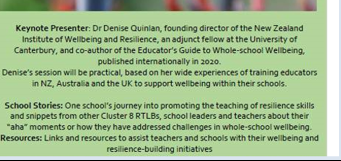 Keynote Presenter: Dr Denise Quinlan, founding director of the New Zealand
Institute of Wellbeing and Resilience, an adjunct fellow at the University of
Canterbury, and co-author of the Educator's Guide to Whole-school Wellbeing,
published internationally in 2020.
Denise's session will be practical, based on her wide experiences of training educators
in NZ, Australia and the UK to support wellbeing within their schools.
School Stories: One school's journey into promoting the teaching of resilience skills
and snippets from other Cluster 8 RTLBs, school leaders and teachers about their
"aha" moments or how they have addressed challenges in whole-school wellbeing.
Resources: Links and resources to assist teachers and schools with their wellbeing and
resilience-building initiatives